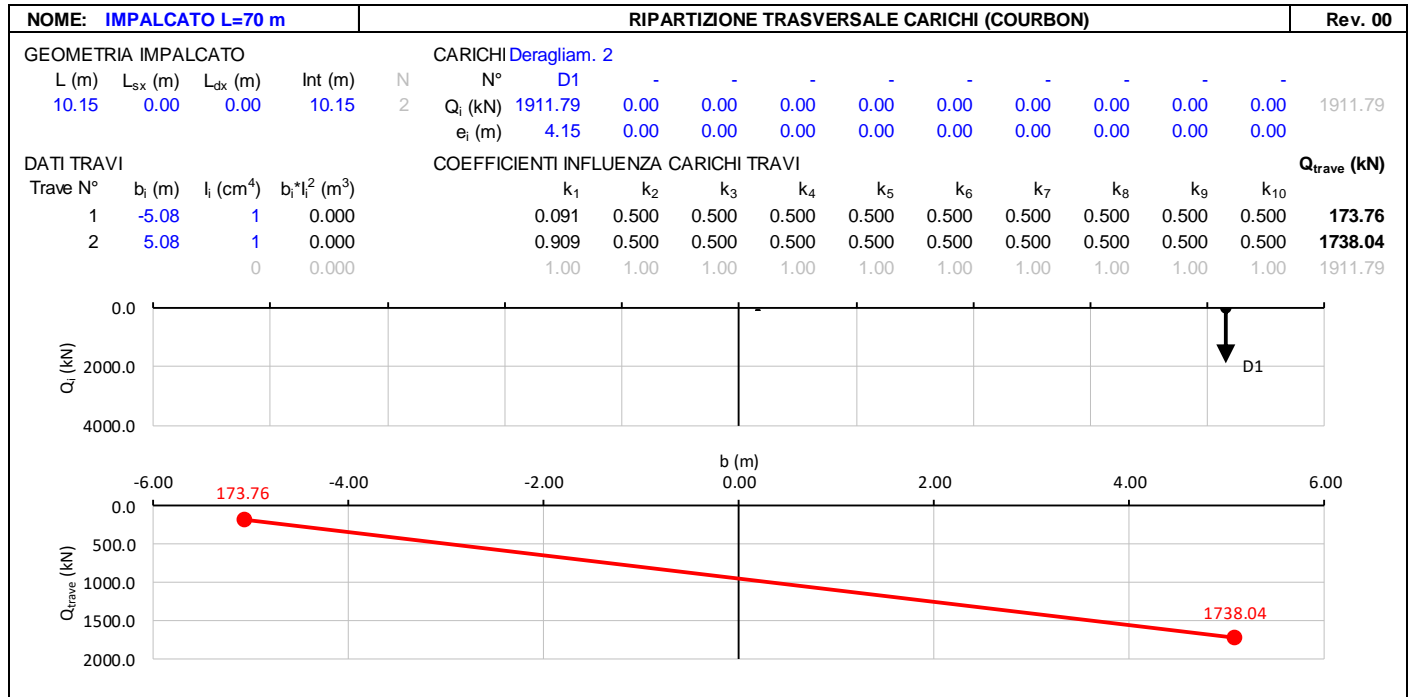 NOME: IMPALCATO L=70 m RIPARTIZIONE TRASVERSALE CARICHI (COURBON) Rev. 00
GEOMETRIA IMPALCATO CARICHI Deragliam. 2
L (m) Lsx (m) Ldx (m) Int (m) N N° D1 - - - - - - - - -
10.15 0.00 0.00 10.15 2 Qi (kN) 1911.79 0.00 0.00 0.00 0.00 0.00 0.00 0.00 0.00 0.00 1911.79
ei (m) 4.15 0.00 0.00 0.00 0.00 0.00 0.00 0.00 0.00 0.00
DATI TRAVI COEFFICIENTI INFLUENZA CARICHI TRAVI Qtrave (kN)
Trave N° bi (m) Ii (cm⁴) bi*Ii² (m³) k1 k2 k3 k4 k5 k6 k7 k8 k9 k10
1 -5.08 1 0.000 0.091 0.500 0.500 0.500 0.500 0.500 0.500 0.500 0.500 0.500 173.76
2 5.08 1 0.000 0.909 0.500 0.500 0.500 0.500 0.500 0.500 0.500 0.500 0.500 1738.04
0 0.000 1.00 1.00 1.00 1.00 1.00 1.00 1.00 1.00 1.00 1.00 1911.79
0.0
Qi (kN)
2000.0
D1
4000.0
b (m)
-6.00 -4.00 -2.00 0.00 2.00 4.00 6.00
173.76
0.0
500.0
Qtrave (kN)
1000.0
1500.0
1738.04
2000.0